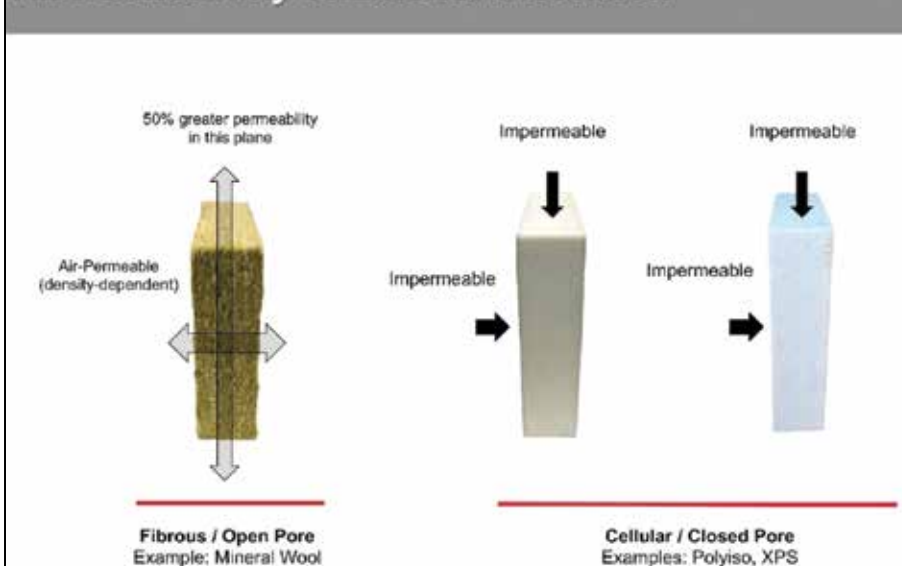 50% greater permeability
in this plane
Air-Permeable
(density-dependent)
Fibrous / Open Pore
Example: Mineral Wool
Impermeable
Impermeable
Impermeable
Impermeable
Cellular / Closed Pore
Examples: Polyiso, XPS